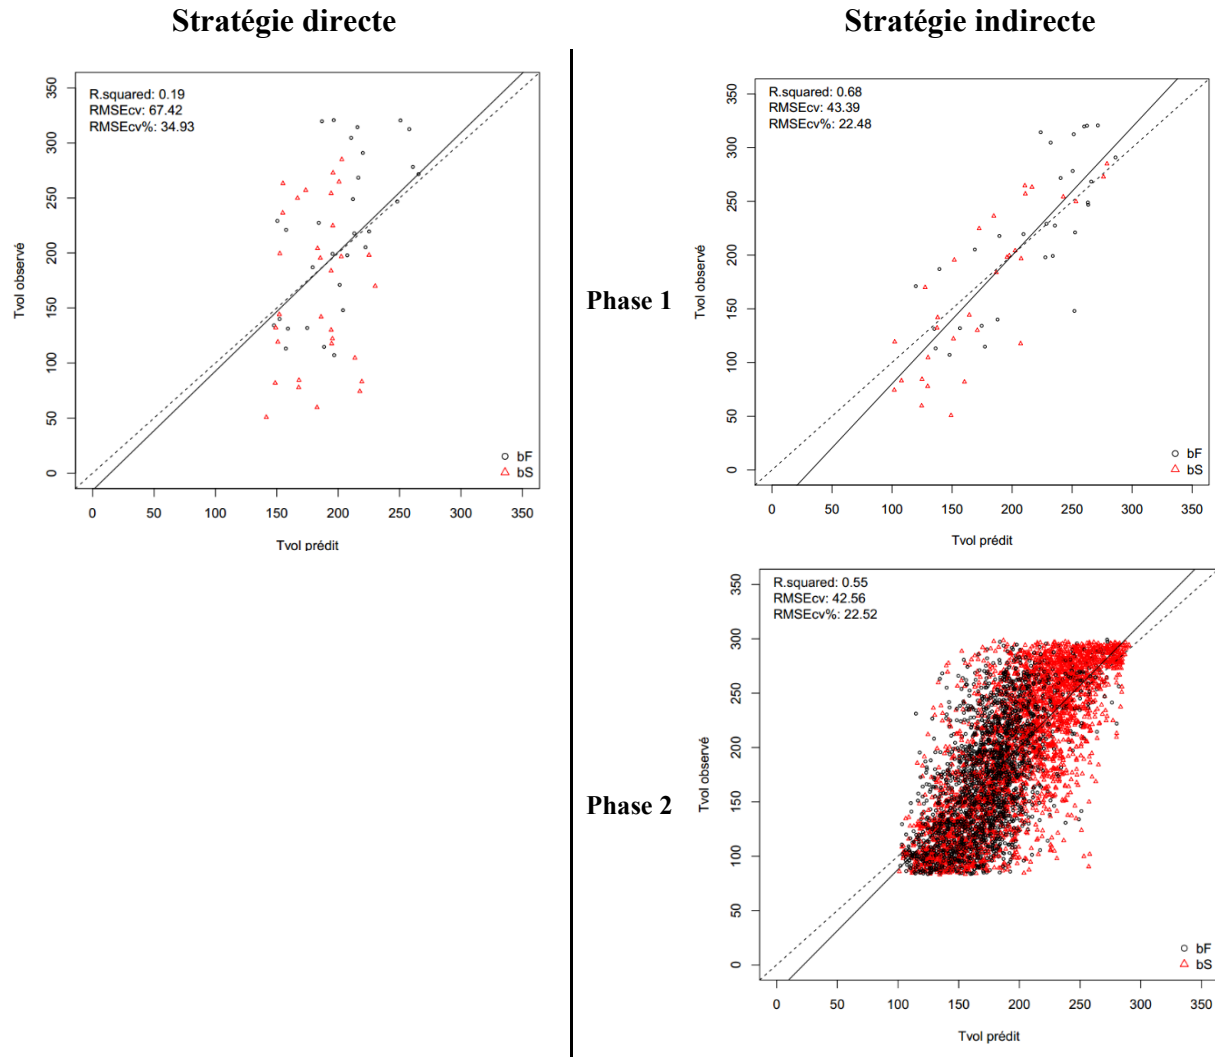 Stratégie directe
Stratégie indirecte
R.squared: 0.19
RMSEcv: 67.42
RMSEcv%: 34.93
Tvol observé
350
300
250
200
150
100
50
0
bF
bS
0 50 100 150 200 250 300 350
Tvol prédit
Phase 1
R.squared: 0.68
RMSEcv: 43.39
RMSEcv%: 22.48
Tvol observé
350
300
250
200
150
100
50
0
bF
bS
0 50 100 150 200 250 300 350
Tvol prédit
Phase 2
R.squared: 0.55
RMSEcv: 42.56
RMSEcv%: 22.52
Tvol observé
350
300
250
200
150
100
50
0
bF
bS
0 50 100 150 200 250 300 350
Tvol prédit